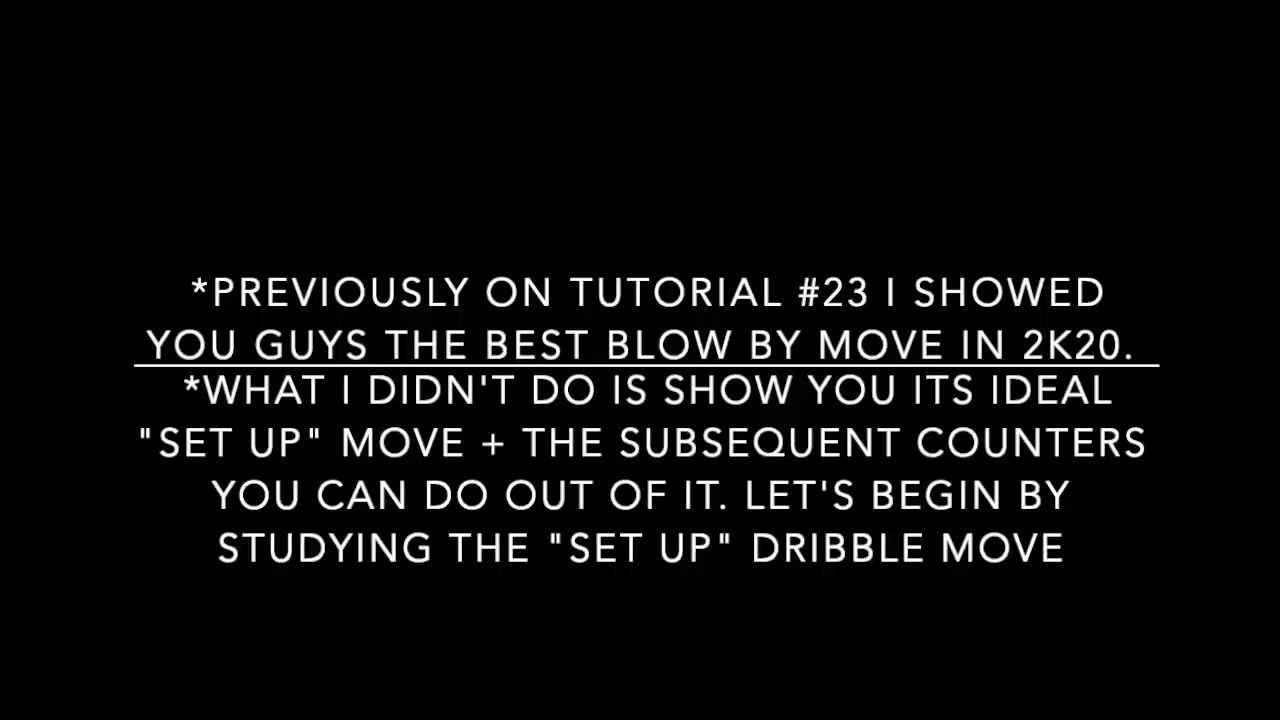 *PREVIOUSLY ON TUTORIAL #23 I SHOWED
YOU GUYS THE BEST BLOW BY MOVE IN 2K20.
*WHAT I DIDN'T DO IS SHOW YOU ITS IDEAL
"SET UP" MOVE + THE SUBSEQUENT COUNTERS
YOU CAN DO OUT OF IT. LET'S BEGIN BY
STUDYING THE "SET UP" DRIBBLE MOVE